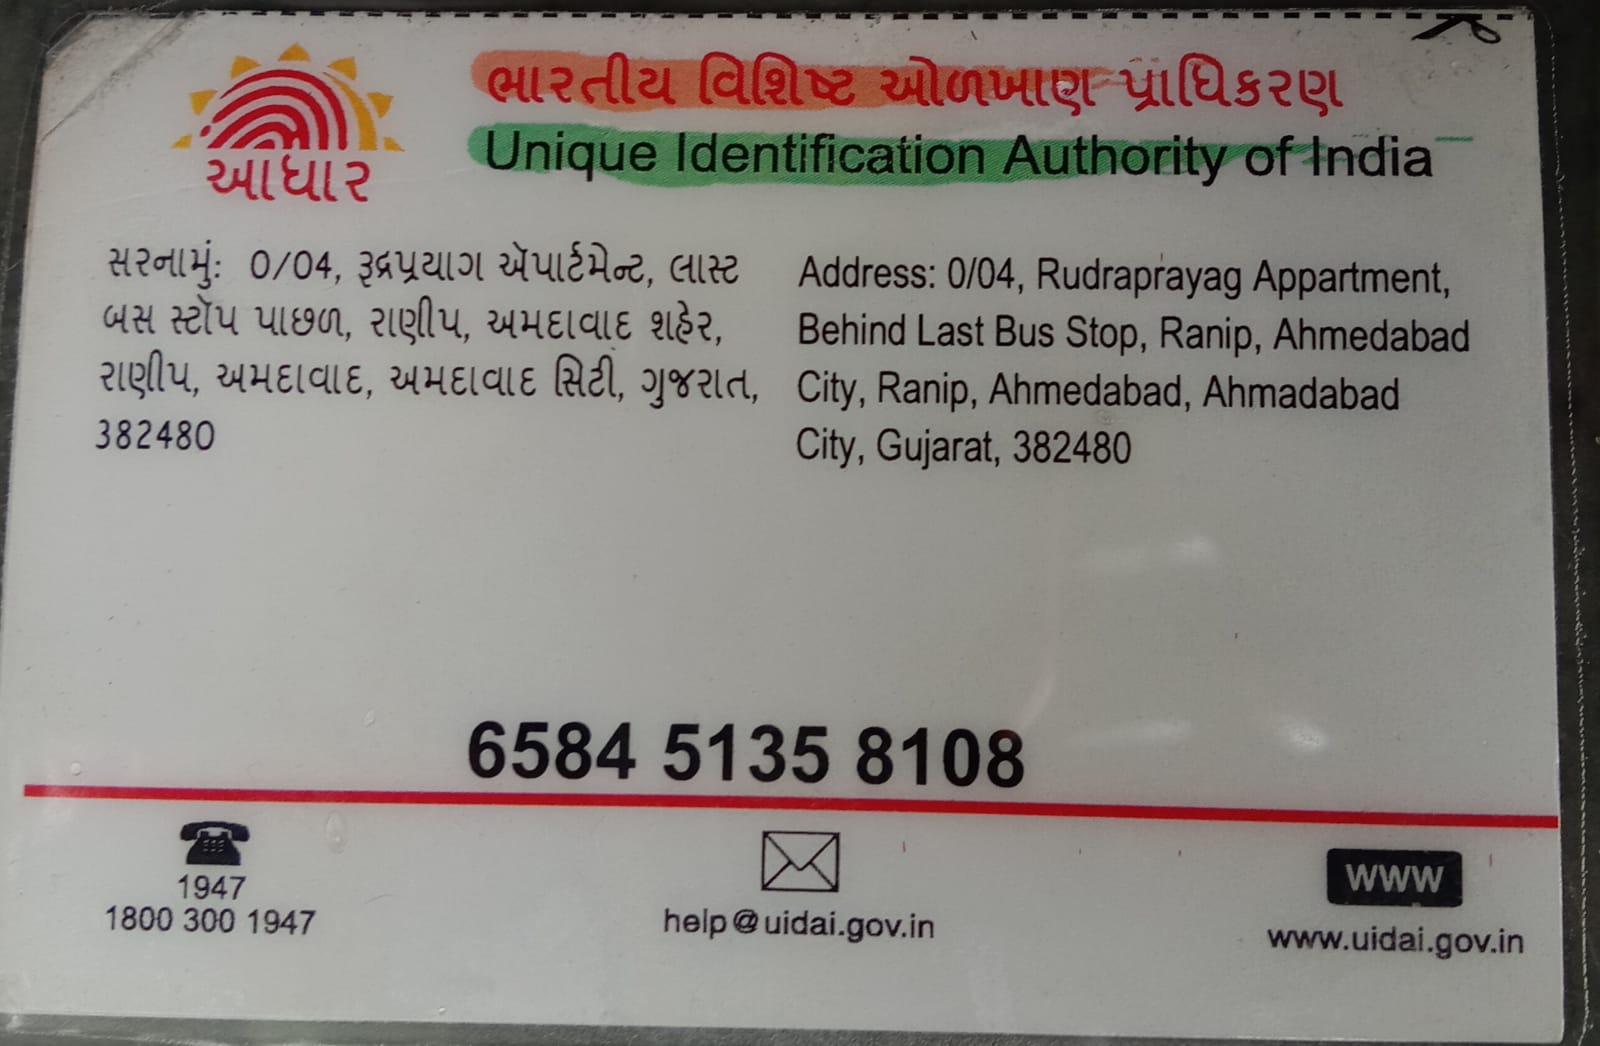 આધાર
ભારતીય વિશિષ્ટ ઓળખાણ પ્રાધિકરણ
Unique Identification Authority of India
સરનામું: 0/04, રૂદ્રપ્રયાગ ઍપાર્ટમેન્ટ, લાસ્ટ
બસ સ્ટૉપ પાછળ, રાણીપ, અમદાવાદ શહેર,
રાણીપ, અમદાવાદ, અમદાવાદ સિટી, ગુજરાત,
382480
Address: 0/04, Rudraprayag Appartment,
Behind Last Bus Stop, Ranip, Ahmedabad
City, Ranip, Ahmedabad, Ahmadabad
City, Gujarat, 382480
6584 5135 8108
1947
1800 300 1947
help@uidai.gov.in
WWW
www.uidai.gov.in